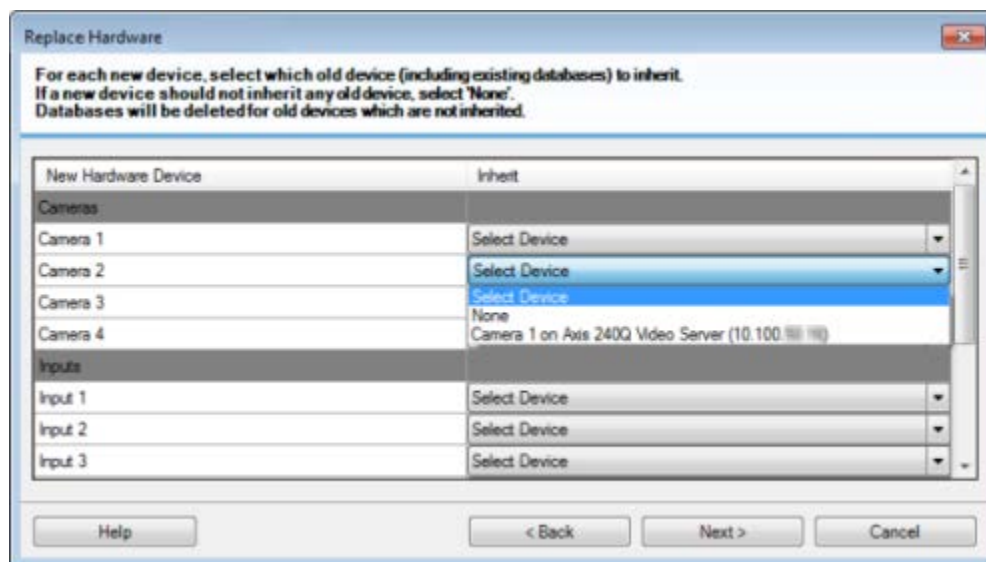 Replace Hardware
For each new device, select which old device (including existing databases) to inherit.
If a new device should not inherit any old device, select 'None'.
Databases will be deleted for old devices which are not inherited.
New Hardware Device Inherit
Cameras
Camera 1 Select Device
Camera 2 Select Device
Select Device
Camera 3
None
Camera 4 Camera 1 on Axis 240Q Video Server (10.100.
Inputs
Input 1 Select Device
Input 2 Select Device
Input 3 Select Device
Help < Back Next > Cancel